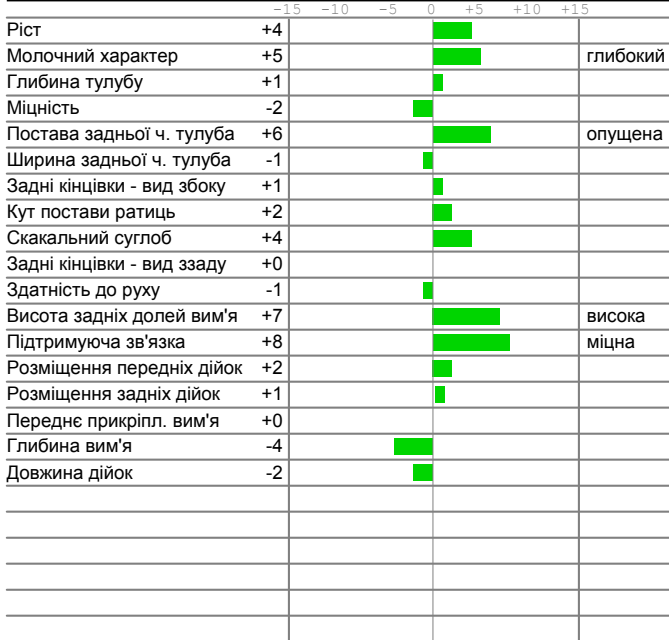 -15 -10 -5 0 +5 +10 +15
Ріст +4
Молочний характер +5 глибокий
Глибина тулубу +1
Міцність -2
Постава задньої ч. тулуба +6 опущена
Ширина задньої ч. тулуба -1
Задні кінцівки - вид збоку +1
Кут постави ратиць +2
Скакальний суглоб +4
Задні кінцівки - вид ззаду +0
Здатність до руху -1
Висота задніх долей вим'я +7 висока
Підтримуюча зв'язка +8 міцна
Розміщення передніх дійок +2
Розміщення задніх дійок +1
Переднє прикріпл. вим'я +0
Глибина вим'я -4
Довжина дійок -2